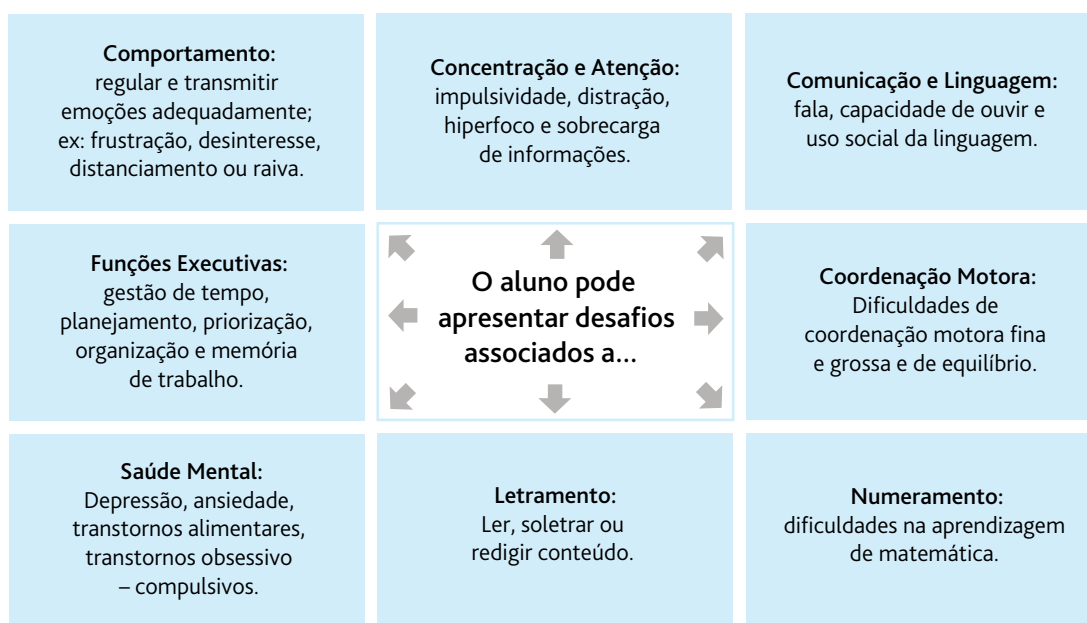 Comportamento:
regular e transmitir
emoções adequadamente;
ex: frustração, desinteresse,
distanciamento ou raiva.
Concentração e Atenção:
impulsividade, distração,
hiperfoco e sobrecarga
de informações.
Comunicação e Linguagem:
fala, capacidade de ouvir e
uso social da linguagem.
Funções Executivas:
gestão de tempo,
planejamento, priorização,
organização e memória
de trabalho.
O aluno pode
apresentar desafios
associados a...
Coordenação Motora:
Dificuldades de
coordenação motora fina
e grossa e de equilíbrio.
Saúde Mental:
Depressão, ansiedade,
transtornos alimentares,
transtornos obsessivo
– compulsivos.
Letramento:
Ler, soletrar ou
redigir conteúdo.
Numeramento:
dificuldades na aprendizagem
de matemática.